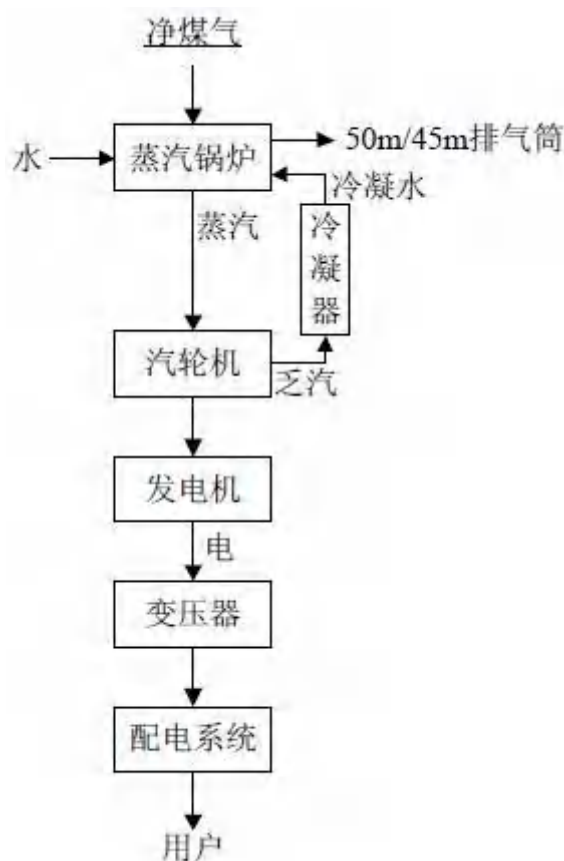 净煤气
水
蒸汽锅炉
50m/45m排气筒
冷凝水
蒸汽
冷凝器
汽轮机
乏汽
发电机
电
变压器
配电系统
用户